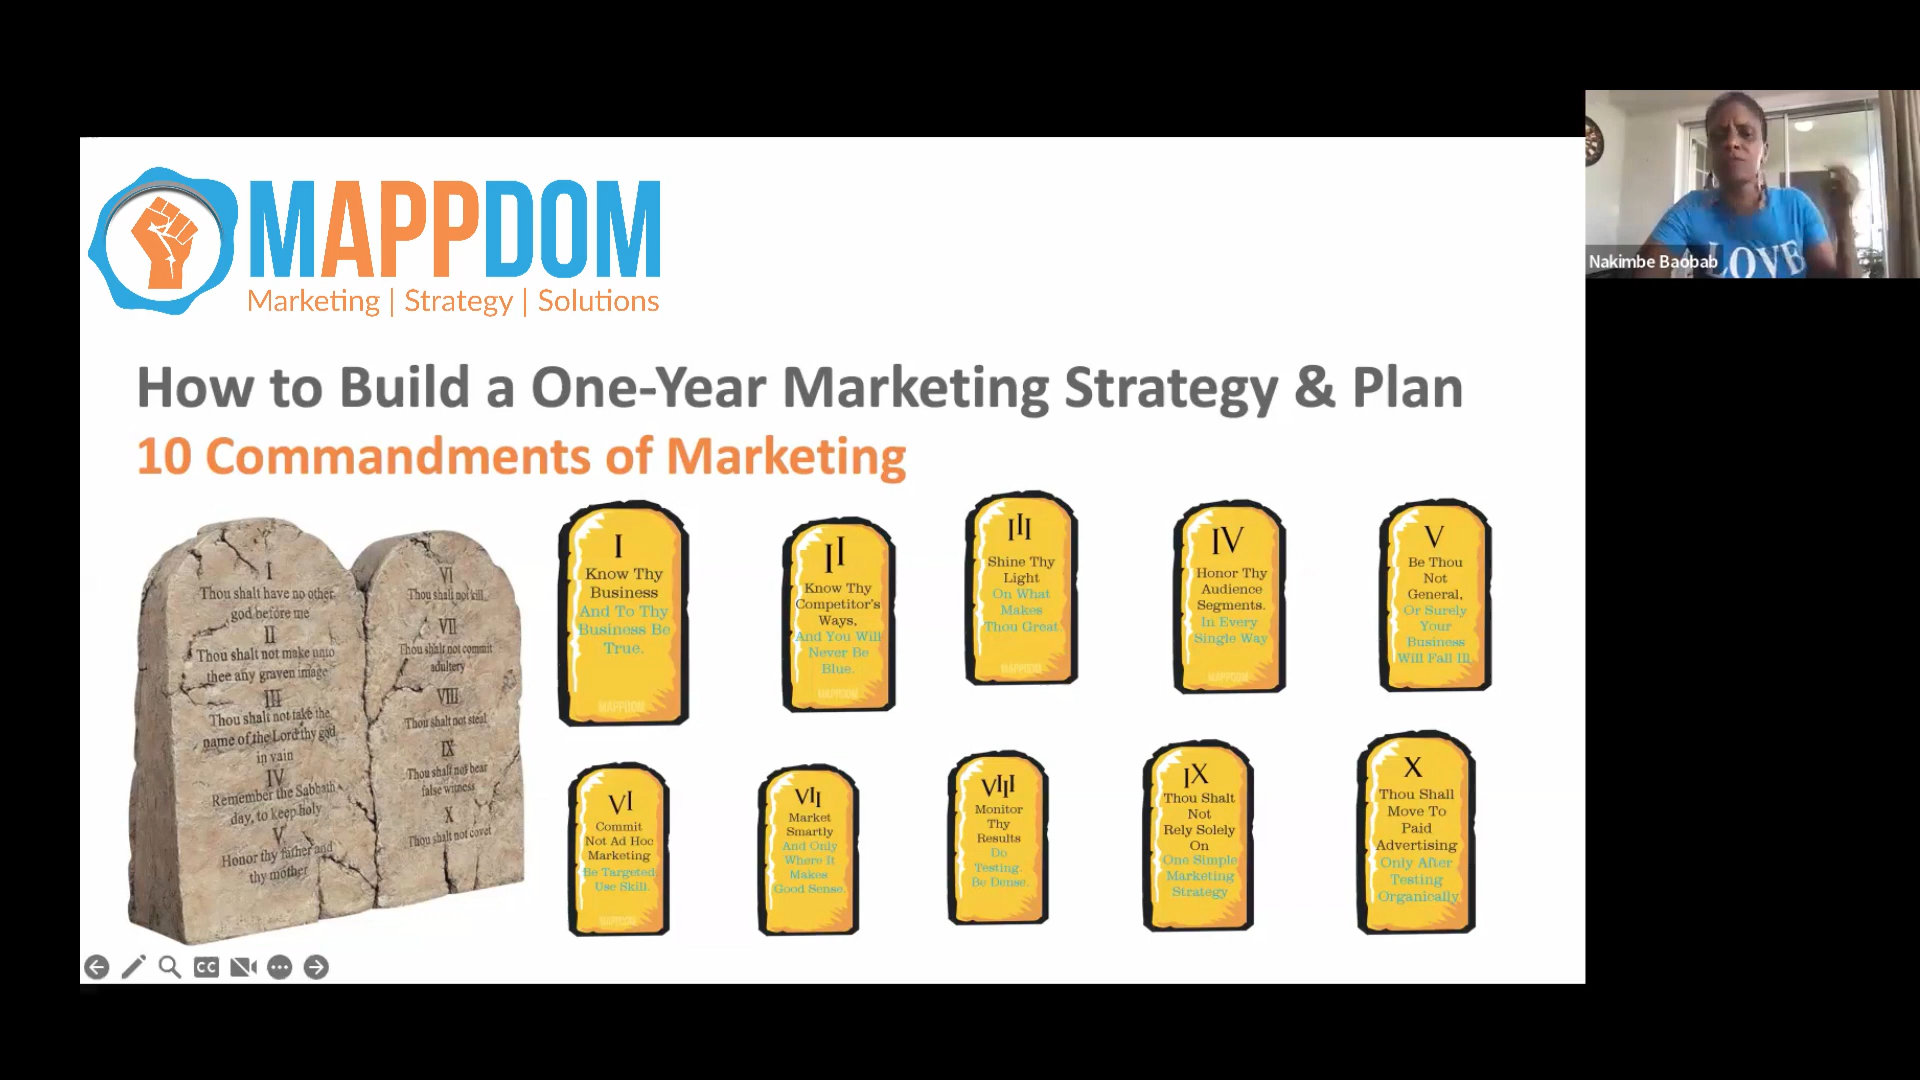 MAPPDOM
Marketing | Strategy | Solutions
Nakimbe Baobab
LOVE
How to Build a One-Year Marketing Strategy & Plan
10 Commandments of Marketing
I
Thou shalt have no other
god before me
II
Thou shalt not make unto
thee any graven image
III
Thou shalt not take the
name of the Lord thy god
in vain
IV
Remember the Sabbath
day, to keep holy
V
Honor thy father and
thy mother
VI
Thou shall not kill.
VII
Thou shalt not commit
adultery
VIII
Thou shalt not steal
IX
Thou shalt not bear
false witness
X
Thou shalt not covet
I
Know Thy
Business
And To Thy
Business Be
True.
MAPPDOM
II
Know Thy
Competitor's
Ways,
And You Will
Never Be
Blue.
MAPPDOM
III
Shine Thy
Light
On What
Makes
Thou Great
MAPPDOM
IV
Honor Thy
Audience
Segments.
In Every
Single Way
MAPPDOM
V
Be Thou
Not
General,
Or Surely
Your
Business
Will Fall Ill
VI
Commit
Not Ad Hoc
Marketing
Be Targeted,
Use Skill.
MAPPDOM
VII
Market
Smartly
And Only
Where It
Makes
Good Sense.
VIII
Monitor
Thy
Results
Do
Testing.
Be Dense.
IX
Thou Shalt
Not
Rely Solely
On
One Simple
Marketing
Strategy
X
Thou Shall
Move To
Paid
Advertising
Only After
Testing
Organically
CC